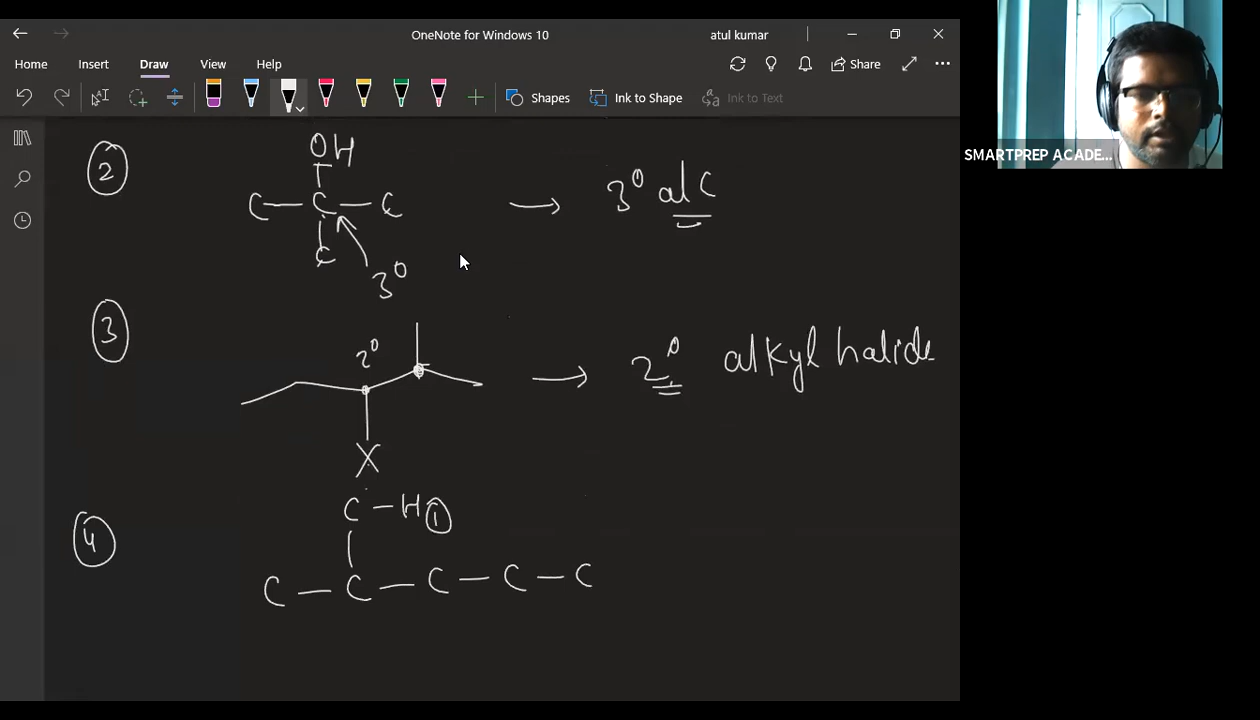 OneNote for Windows 10
atul kumar
Home Insert Draw View Help
Share
Shapes Ink to Shape Ink to Text
SMARTPREP ACADE...
2
OH
C — C — C → 3° alc
C
3°
3
2° → 2° alkyl halide
X
4
C — H 1
C — C — C — C — C